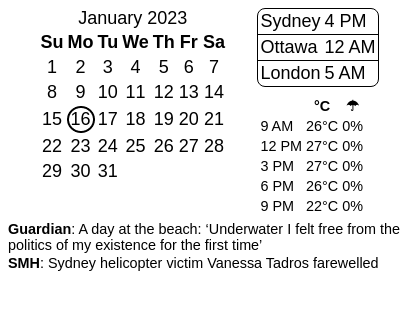 January 2023
Su Mo Tu We Th Fr Sa
1 2 3 4 5 6 7
8 9 10 11 12 13 14
15 16 17 18 19 20 21
22 23 24 25 26 27 28
29 30 31
Sydney 4 PM
Ottawa 12 AM
London 5 AM
°C ☂
9 AM 26°C 0%
12 PM 27°C 0%
3 PM 27°C 0%
6 PM 26°C 0%
9 PM 22°C 0%
Guardian: A day at the beach: ‘Underwater I felt free from the
politics of my existence for the first time’
SMH: Sydney helicopter victim Vanessa Tadros farewelled